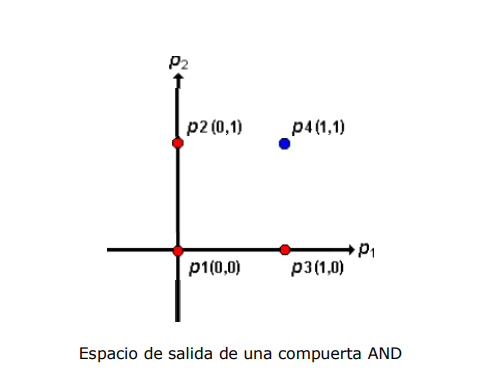 p2
p2(0,1)
p4(1,1)
p1
p1(0,0)
p3(1,0)
Espacio de salida de una compuerta AND